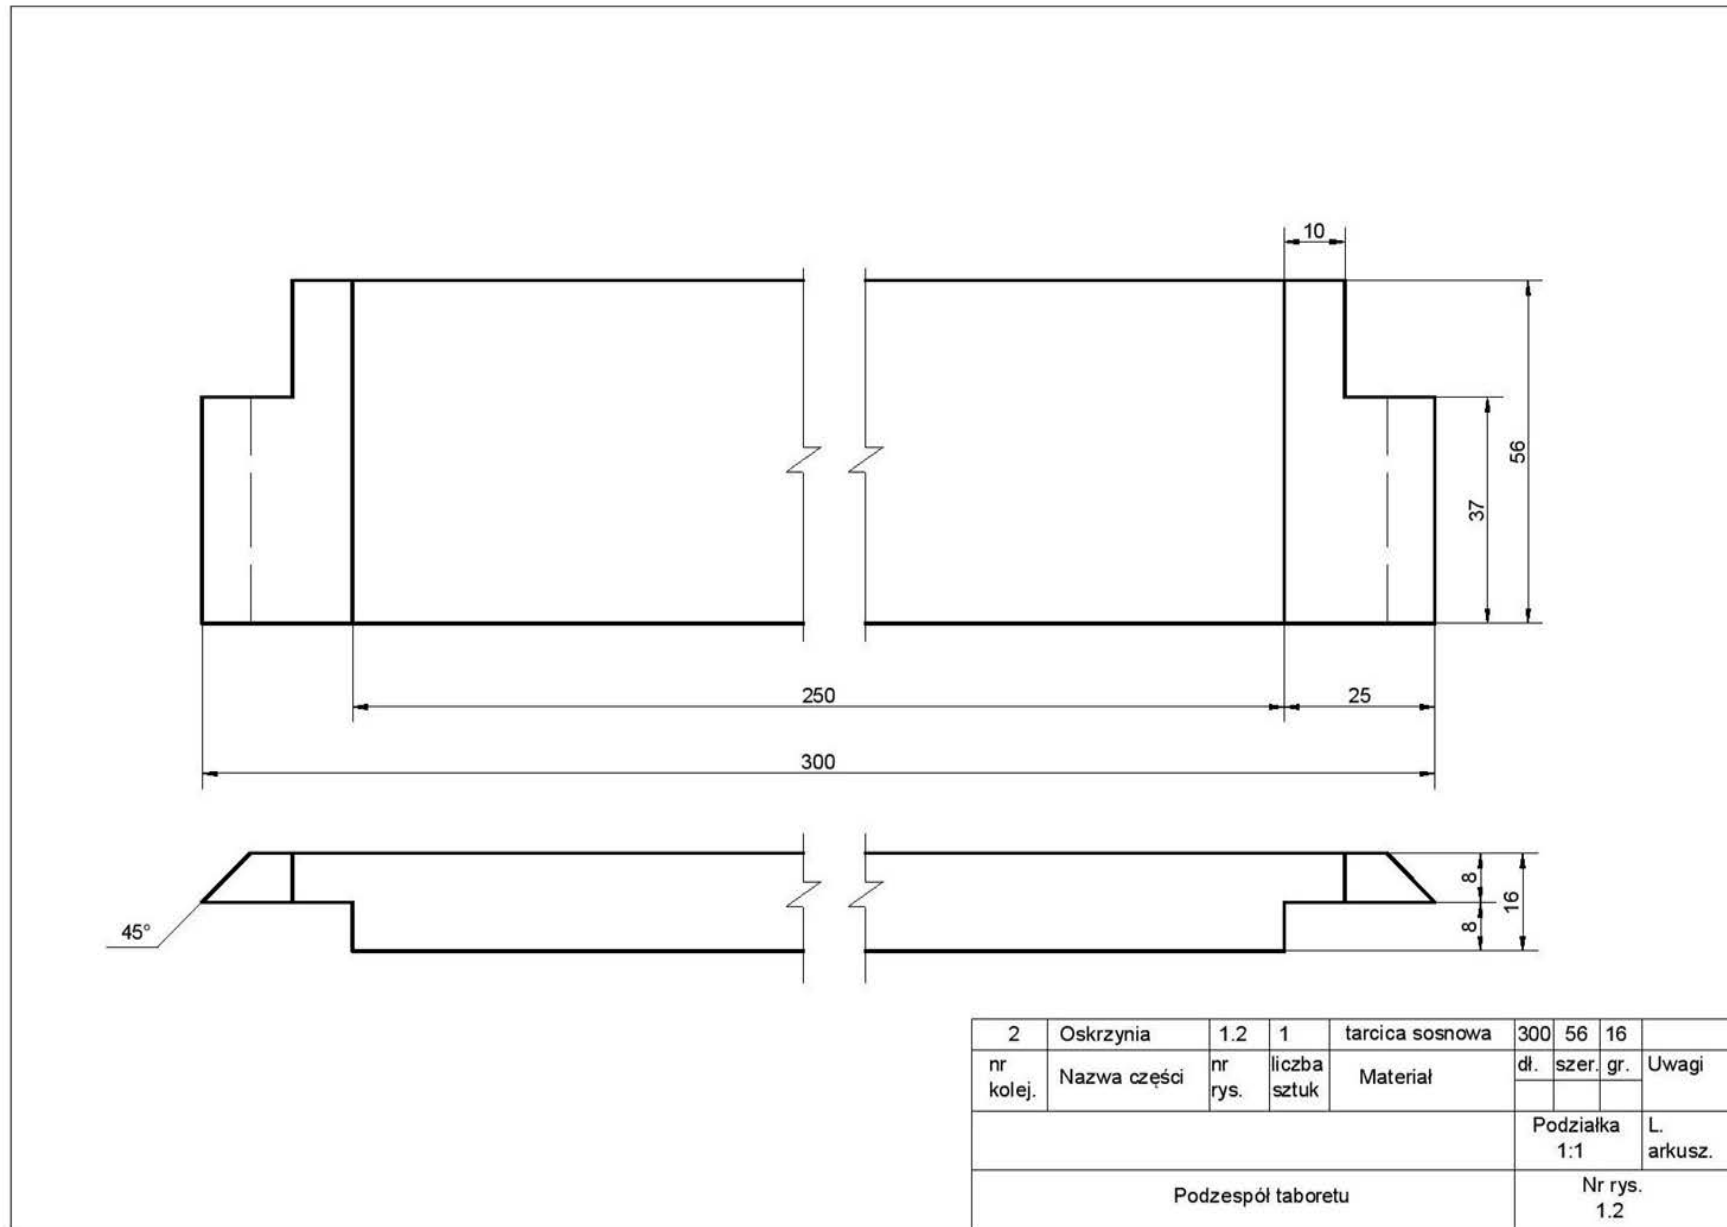 10
56
37
250
25
300
8
16
8
45°
2 Oskrzynia 1.2 1 tarcica sosnowa 300 56 16
nr kolej. Nazwa części nr rys. liczba sztuk Materiał dł. szer. gr. Uwagi
Podziałka
1:1
L.
arkusz.
Podzespół taboretu
Nr rys.
1.2